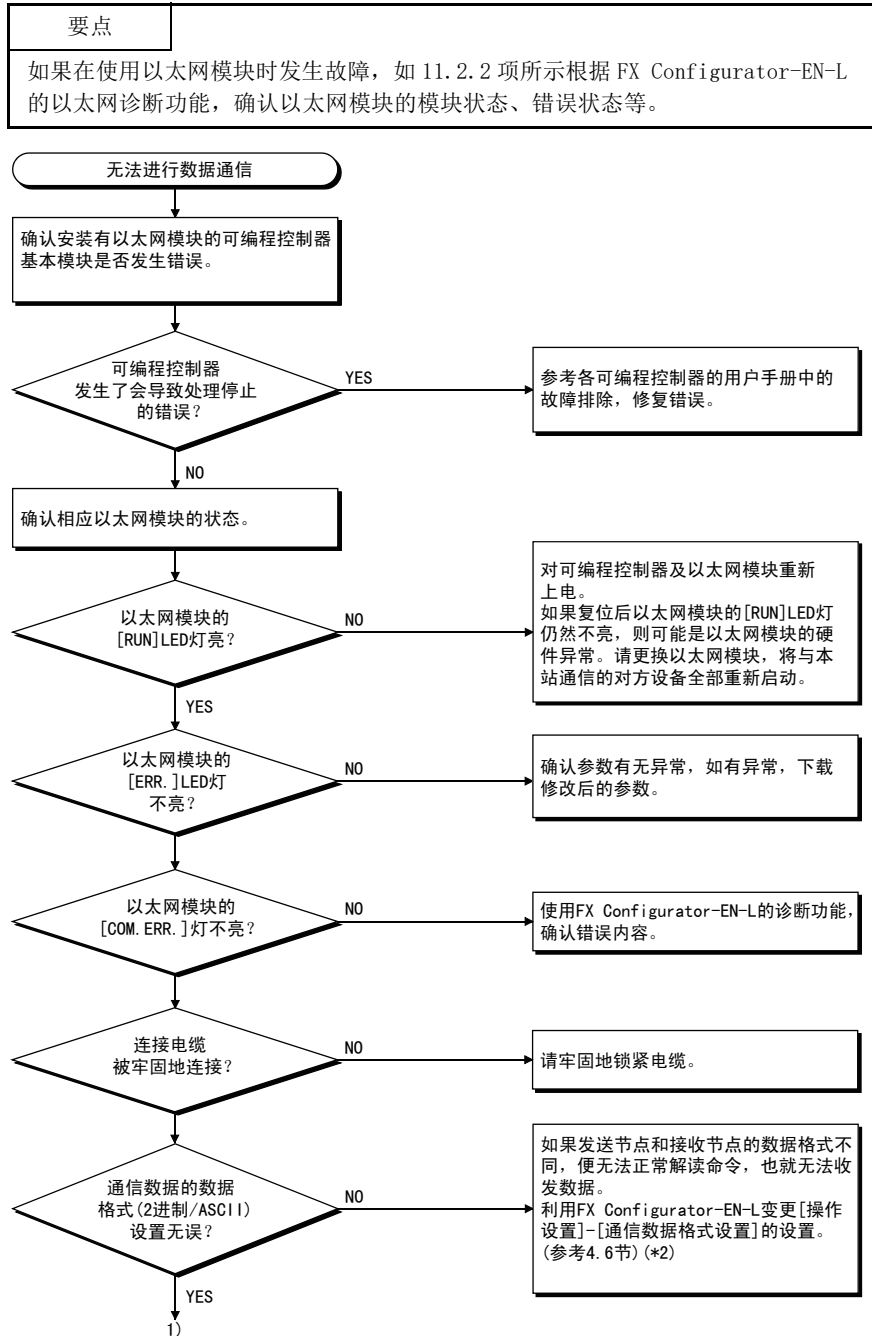 要点
如果在使用以太网模块时发生故障，如 11.2.2 项所示根据 FX Configurator-EN-L
的以太网诊断功能，确认以太网模块的模块状态、错误状态等。
无法进行数据通信
确认安装有以太网模块的可编程控制器
基本模块是否发生错误。
可编程控制器
发生了会导致处理停止
的错误？
YES
参考各可编程控制器的用户手册中的
故障排除，修复错误。
NO
确认相应以太网模块的状态。
以太网模块的
[RUN]LED灯亮？
NO
对可编程控制器及以太网模块重新
上电。
如果复位后以太网模块的[RUN]LED灯
仍然不亮，则可能是以太网模块的硬
件异常。请更换以太网模块，将与本
站通信的对方设备全部重新启动。
YES
以太网模块的
[ERR.]LED灯
不亮？
NO
确认参数有无异常，如有异常，下载
修改后的参数。
以太网模块的
[COM.ERR.]灯不亮？
NO
使用FX Configurator-EN-L的诊断功能，
确认错误内容。
连接电缆
被牢固地连接？
NO
请牢固地锁紧电缆。
通信数据的数据
格式(2进制/ASCII)
设置无误？
NO
如果发送节点和接收节点的数据格式不
同，便无法正常解读命令，也就无法收
发数据。
利用FX Configurator-EN-L变更[操作
设置]-[通信数据格式设置]的设置。
(参考4.6节)(*2)
YES
1)